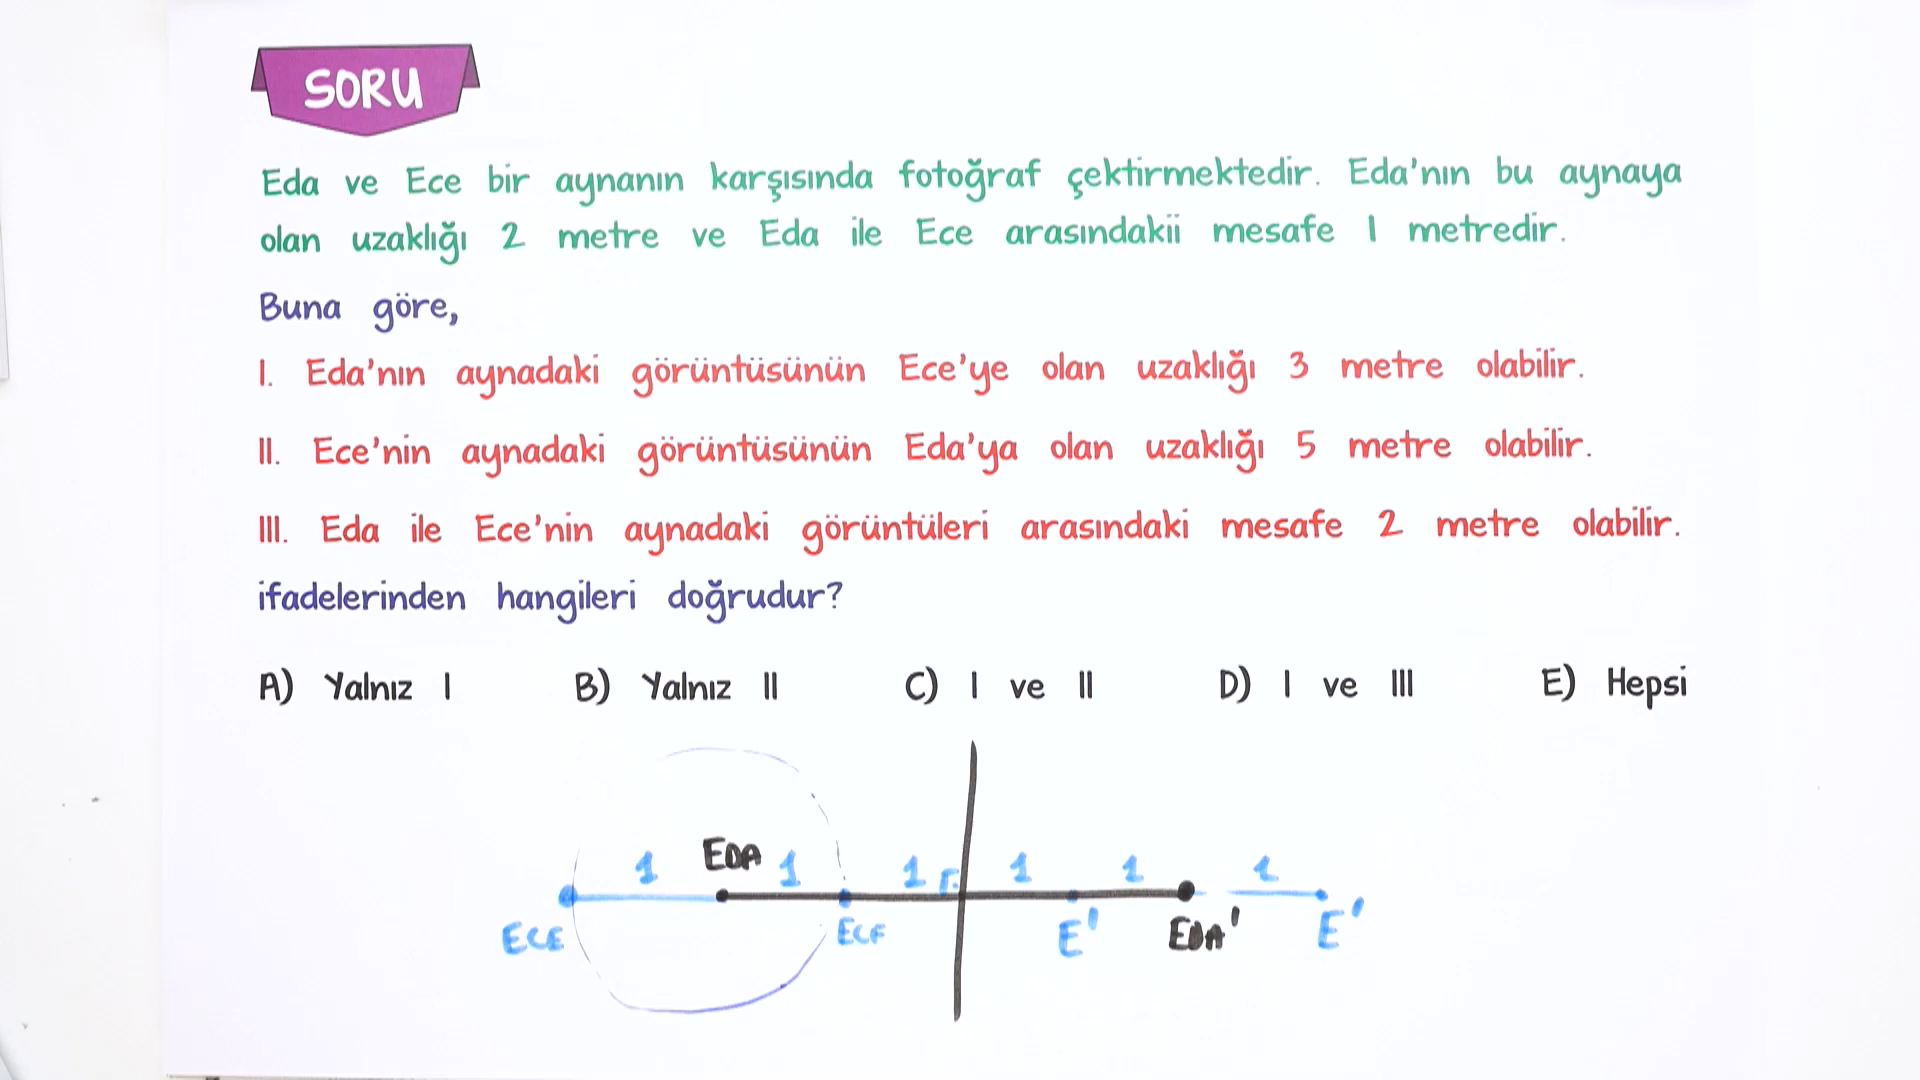 SORU
Eda ve Ece bir aynanın karşısında fotoğraf çektirmektedir. Eda'nın bu aynaya
olan uzaklığı 2 metre ve Eda ile Ece arasındakii mesafe 1 metredir.
Buna göre,
I. Eda'nın aynadaki görüntüsünün Ece'ye olan uzaklığı 3 metre olabilir.
II. Ece'nin aynadaki görüntüsünün Eda'ya olan uzaklığı 5 metre olabilir.
III. Eda ile Ece'nin aynadaki görüntüleri arasındaki mesafe 2 metre olabilir.
ifadelerinden hangileri doğrudur?
A) Yalnız I B) Yalnız II C) I ve II D) I ve III E) Hepsi
1 EDA 1 1 1 1 1
ECE ECE E' EDA' E'